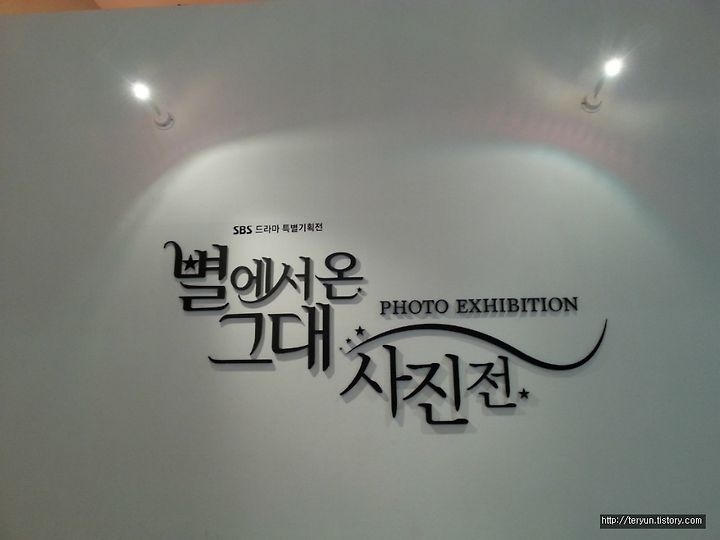 SBS 드라마 특별기획전
별에서 온
그대
PHOTO EXHIBITION
사진전
http://teryun.tistory.com